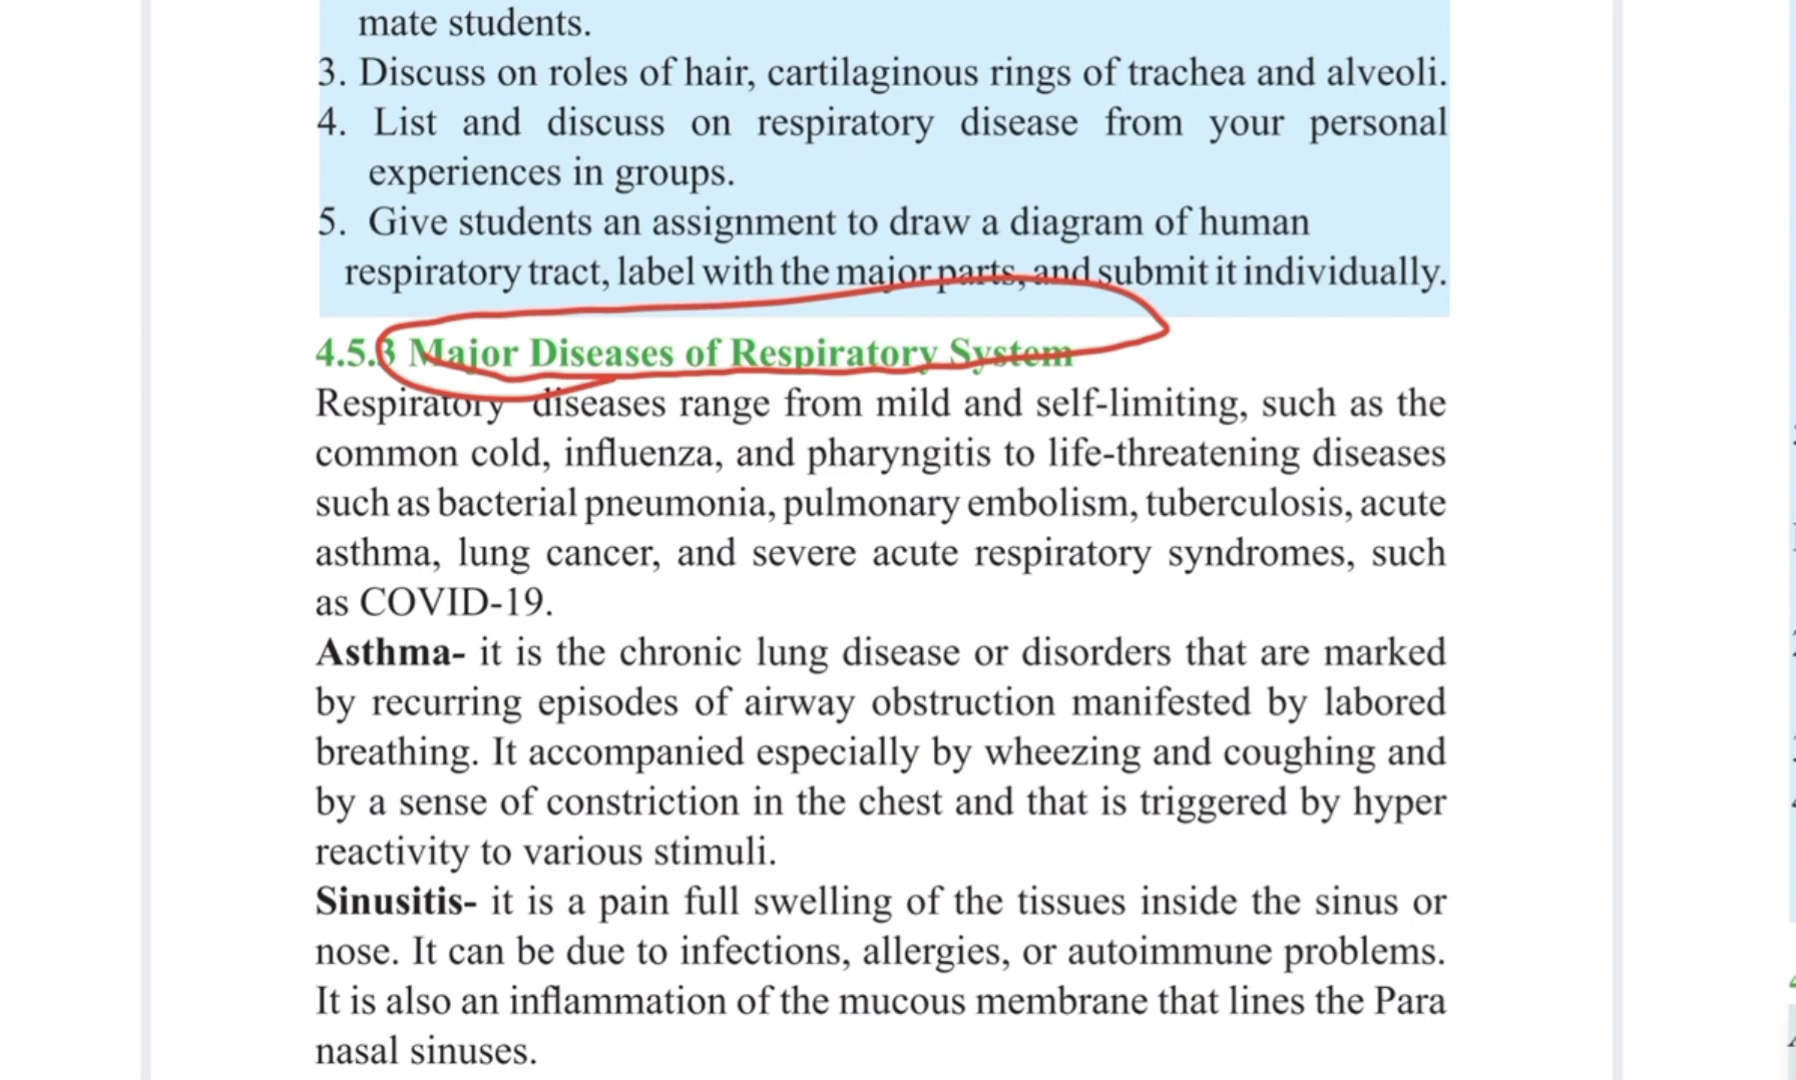 mate students.
3. Discuss on roles of hair, cartilaginous rings of trachea and alveoli.
4. List and discuss on respiratory disease from your personal
experiences in groups.
5. Give students an assignment to draw a diagram of human
respiratory tract, label with the major parts, and submit it individually.
4.5.3 Major Diseases of Respiratory System
Respiratory diseases range from mild and self-limiting, such as the
common cold, influenza, and pharyngitis to life-threatening diseases
such as bacterial pneumonia, pulmonary embolism, tuberculosis, acute
asthma, lung cancer, and severe acute respiratory syndromes, such
as COVID-19.
Asthma- it is the chronic lung disease or disorders that are marked
by recurring episodes of airway obstruction manifested by labored
breathing. It accompanied especially by wheezing and coughing and
by a sense of constriction in the chest and that is triggered by hyper
reactivity to various stimuli.
Sinusitis- it is a pain full swelling of the tissues inside the sinus or
nose. It can be due to infections, allergies, or autoimmune problems.
It is also an inflammation of the mucous membrane that lines the Para
nasal sinuses.